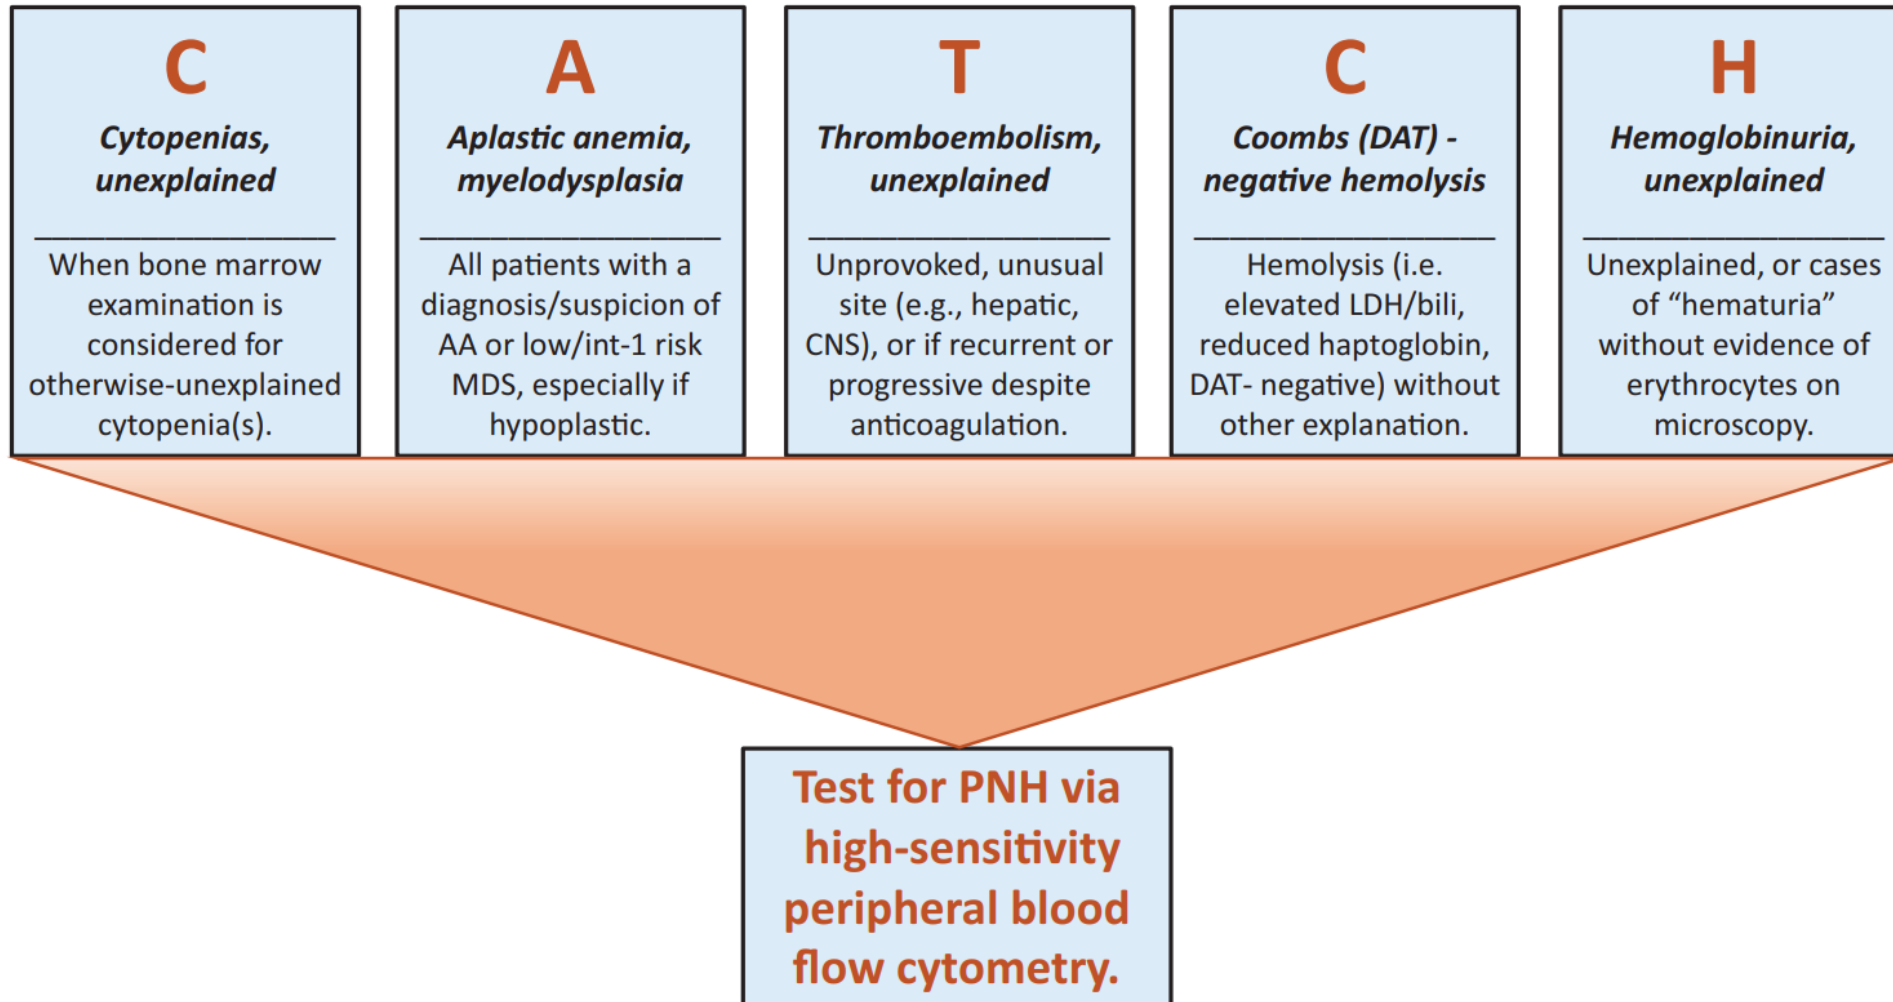 C
Cytopenias,
unexplained
When bone marrow
examination is
considered for
otherwise-unexplained
cytopenia(s).
A
Aplastic anemia,
myelodysplasia
All patients with a
diagnosis/suspicion of
AA or low/int-1 risk
MDS, especially if
hypoplastic.
T
Thromboembolism,
unexplained
Unprovoked, unusual
site (e.g., hepatic,
CNS), or if recurrent or
progressive despite
anticoagulation.
C
Coombs (DAT) -
negative hemolysis
Hemolysis (i.e.
elevated LDH/bili,
reduced haptoglobin,
DAT- negative) without
other explanation.
H
Hemoglobinuria,
unexplained
Unexplained, or cases
of “hematuria”
without evidence of
erythrocytes on
microscopy.
Test for PNH via
high-sensitivity
peripheral blood
flow cytometry.